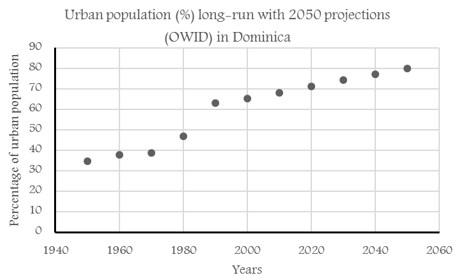 Urban population (%) long-run with 2050 projections
(OWID) in Dominica
Percentage of urban population
90
80
70
60
50
40
30
20
10
0
1940 1960 1980 2000 2020 2040 2060
Years